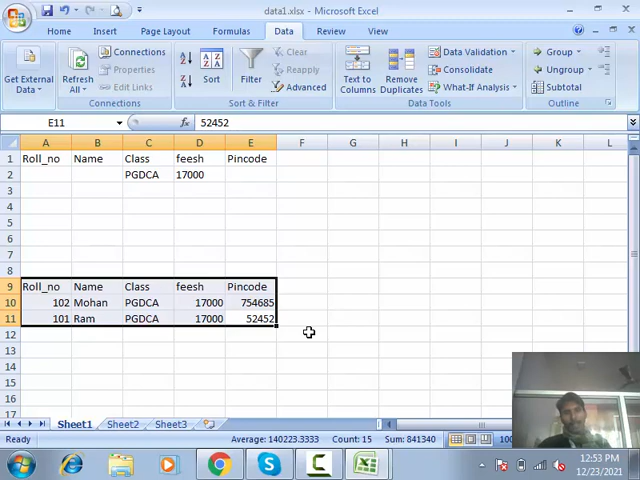 data1.xlsx - Microsoft Excel
Home Insert Page Layout Formulas Data Review View
Get External Data
Refresh All
Connections
Properties
Edit Links
Connections
A Z
Z A
Sort
Filter
Clear
Reapply
Advanced
Sort & Filter
Text to Columns
Remove Duplicates
Data Validation
Consolidate
What-If Analysis
Data Tools
Group
Ungroup
Subtotal
Outline
E11 fx 52452
A B C D E F G H I J K L
1 Roll_no Name Class feesh Pincode
2 PGDCA 17000
3
4
5
6
7
8
9 Roll_no Name Class feesh Pincode
10 102 Mohan PGDCA 17000 754685
11 101 Ram PGDCA 17000 52452
12
13
14
15
16
17
Sheet1 Sheet2 Sheet3
Ready Average: 140223.3333 Count: 15 Sum: 841340 100
12:53 PM
12/23/2021